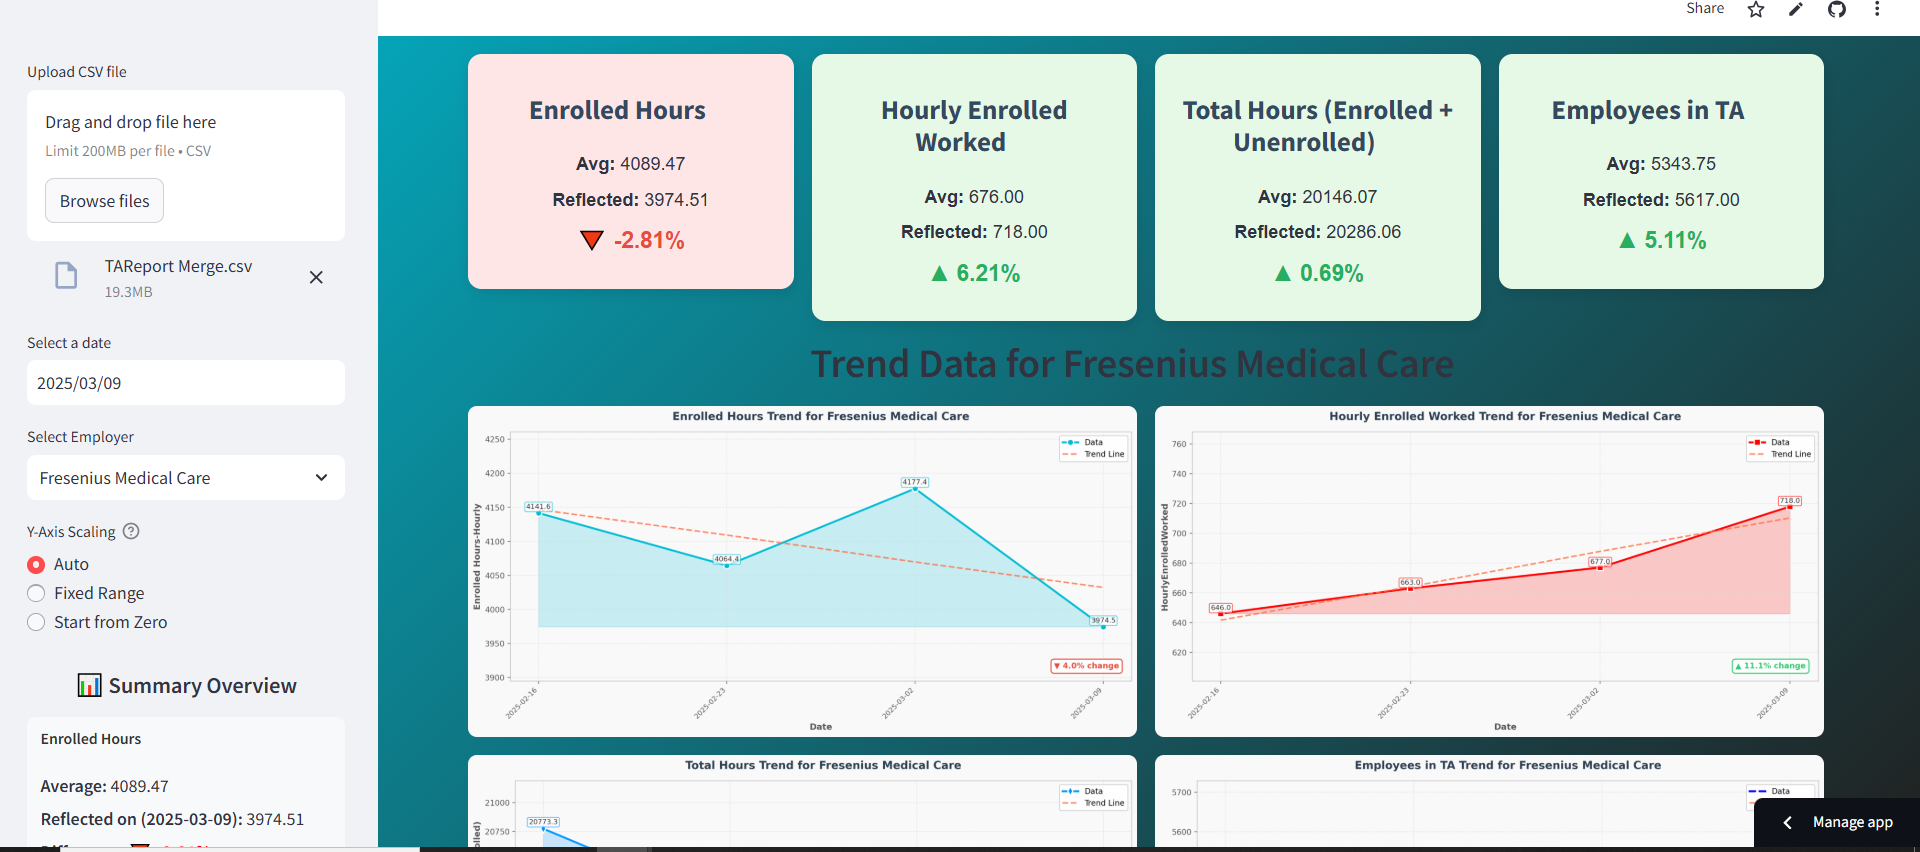 Share
Upload CSV file
Drag and drop file here
Limit 200MB per file • CSV
Browse files
TAReport Merge.csv
19.3MB
Select a date
2025/03/09
Select Employer
Fresenius Medical Care
Y-Axis Scaling
Auto
Fixed Range
Start from Zero
📊 Summary Overview
Enrolled Hours
Average: 4089.47
Reflected on (2025-03-09): 3974.51
Enrolled Hours
Avg: 4089.47
Reflected: 3974.51
▼ -2.81%
Hourly Enrolled
Worked
Avg: 676.00
Reflected: 718.00
▲ 6.21%
Total Hours (Enrolled +
Unenrolled)
Avg: 20146.07
Reflected: 20286.06
▲ 0.69%
Employees in TA
Avg: 5343.75
Reflected: 5617.00
▲ 5.11%
Trend Data for Fresenius Medical Care
Enrolled Hours Trend for Fresenius Medical Care
Data
Trend Line
Enrolled Hours-Hourly
4250
4200
4150
4100
4050
4000
3950
3900
4141.6
4064.4
4177.4
3974.5
▼ 4.0% change
2025-02-16
2025-02-23
2025-03-02
2025-03-09
Date
Hourly Enrolled Worked Trend for Fresenius Medical Care
Data
Trend Line
HourlyEnrolledWorked
760
740
720
700
680
660
640
620
646.0
663.0
677.0
718.0
▲ 11.1% change
2025-02-16
2025-02-23
2025-03-02
2025-03-09
Date
Total Hours Trend for Fresenius Medical Care
Data
Trend Line
21000
20750
20773.3
Employees in TA Trend for Fresenius Medical Care
Data
5700
5600
Manage app